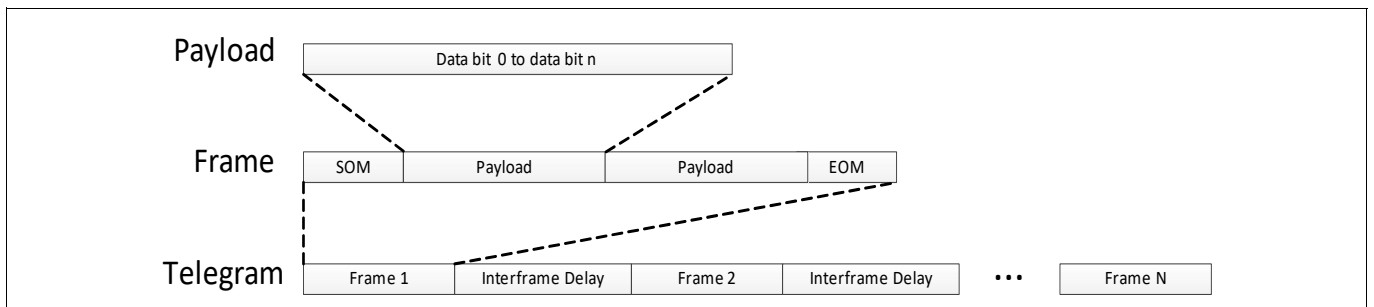 Payload
Data bit 0 to data bit n
Frame
SOM Payload Payload EOM
Telegram
Frame 1 Interframe Delay Frame 2 Interframe Delay ... Frame N